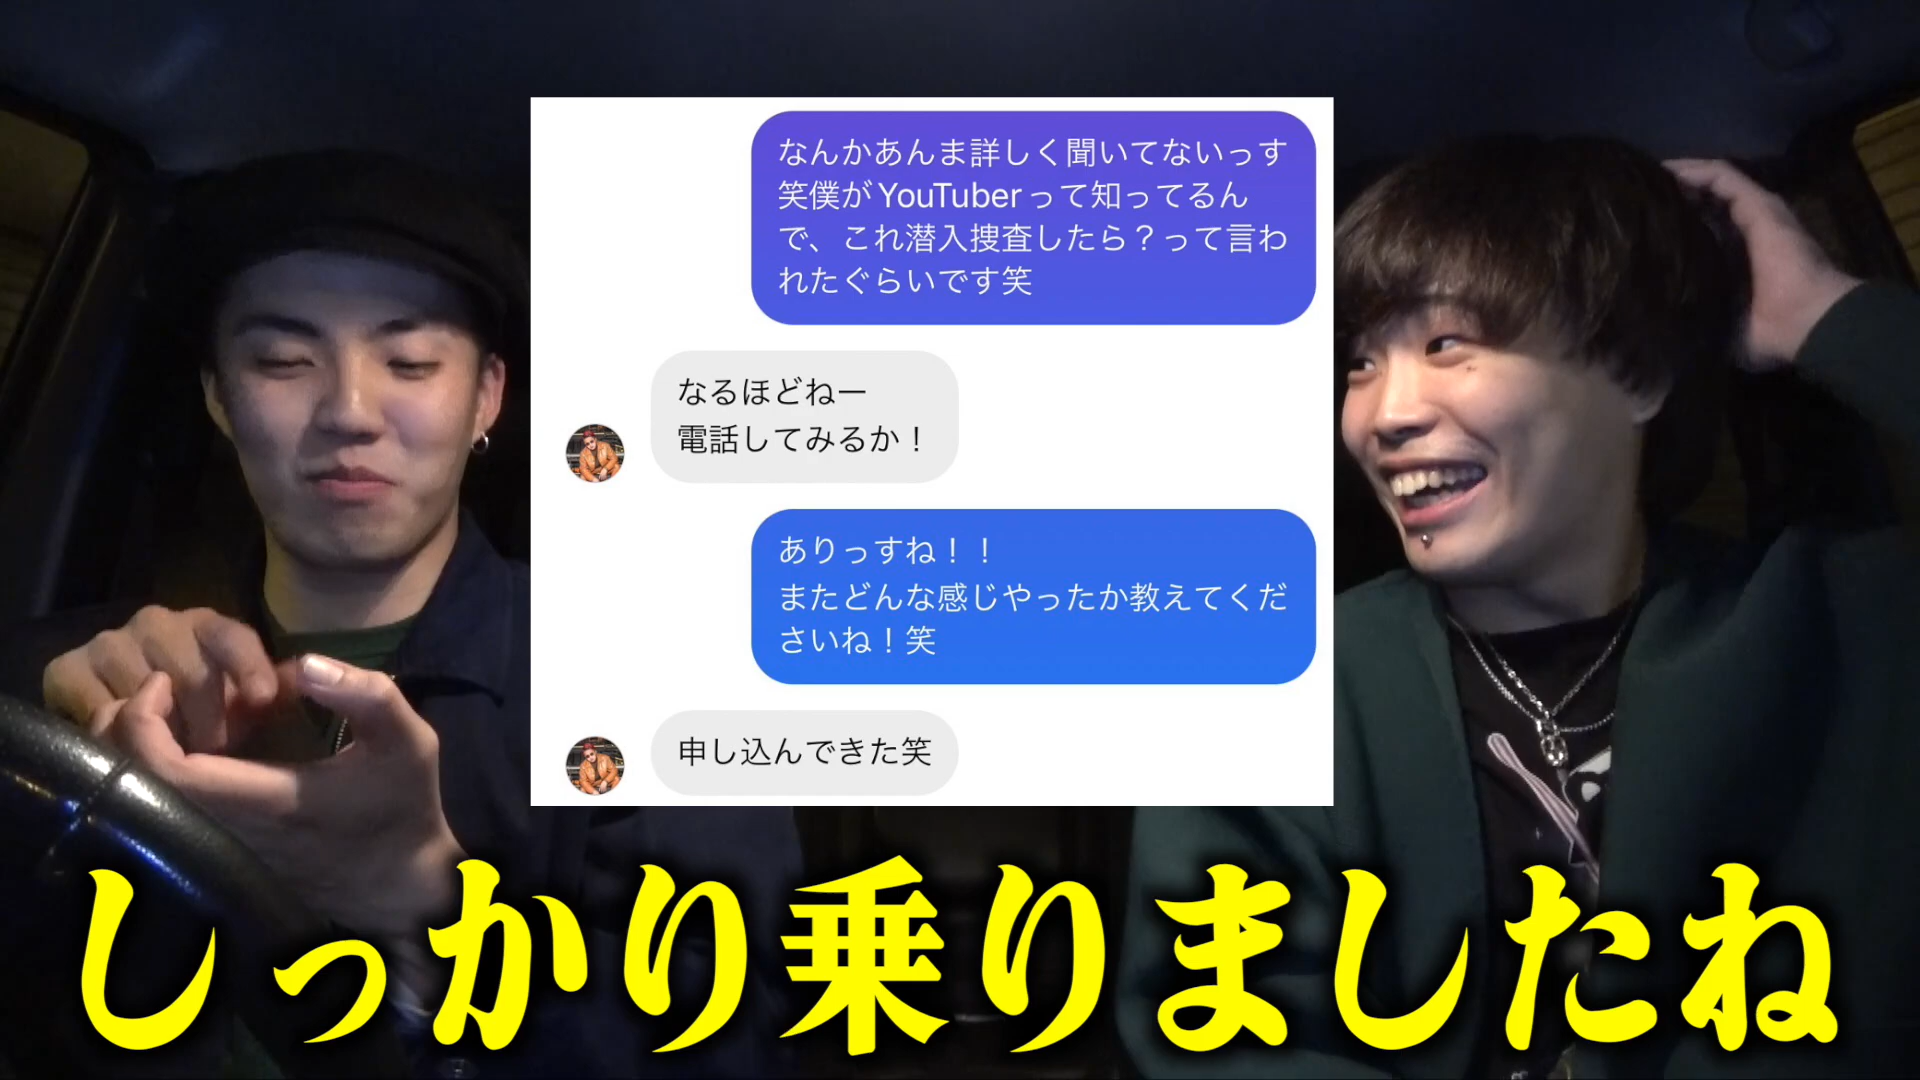 なんかあんま詳しく聞いてないっす
笑僕がYouTuberって知ってるん
で、これ潜入捜査したら？って言わ
れたぐらいです笑
なるほどねー
電話してみるか！
ありっすね！！
またどんな感じやったか教えてくだ
さいね！笑
申し込んできた笑
しっかり乗りましたね